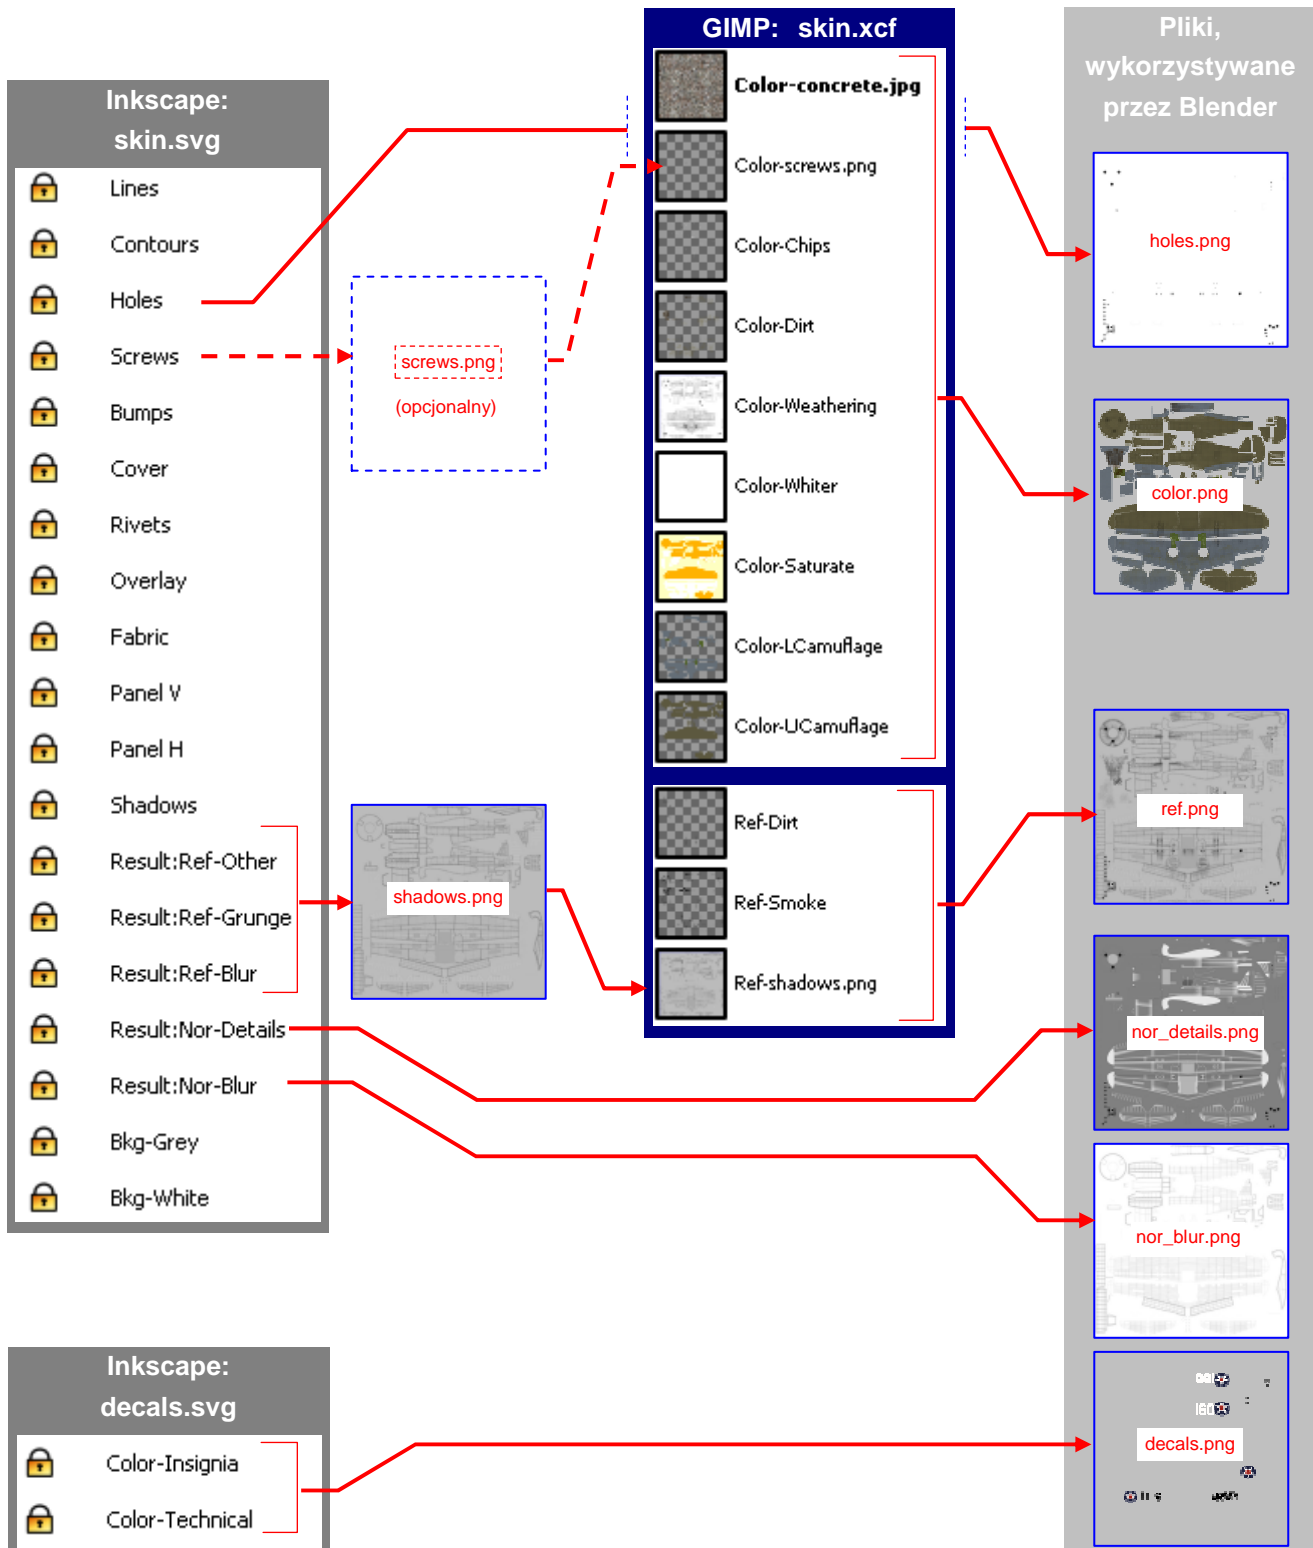 Inkscape:
skin.svg
Lines
Contours
Holes
Screws
Bumps
Cover
Rivets
Overlay
Fabric
Panel V
Panel H
Shadows
Result:Ref-Other
Result:Ref-Grunge
Result:Ref-Blur
Result:Nor-Details
Result:Nor-Blur
Bkg-Grey
Bkg-White
Inkscape:
decals.svg
Color-Insignia
Color-Technical
screws.png
(opcjonalny)
shadows.png
GIMP: skin.xcf
Color-concrete.jpg
Color-screws.png
Color-Chips
Color-Dirt
Color-Weathering
Color-Whiter
Color-Saturate
Color-LCamuflage
Color-UCamuflage
Ref-Dirt
Ref-Smoke
Ref-shadows.png
Pliki,
wykorzystywane
przez Blender
holes.png
color.png
ref.png
nor_details.png
nor_blur.png
decals.png